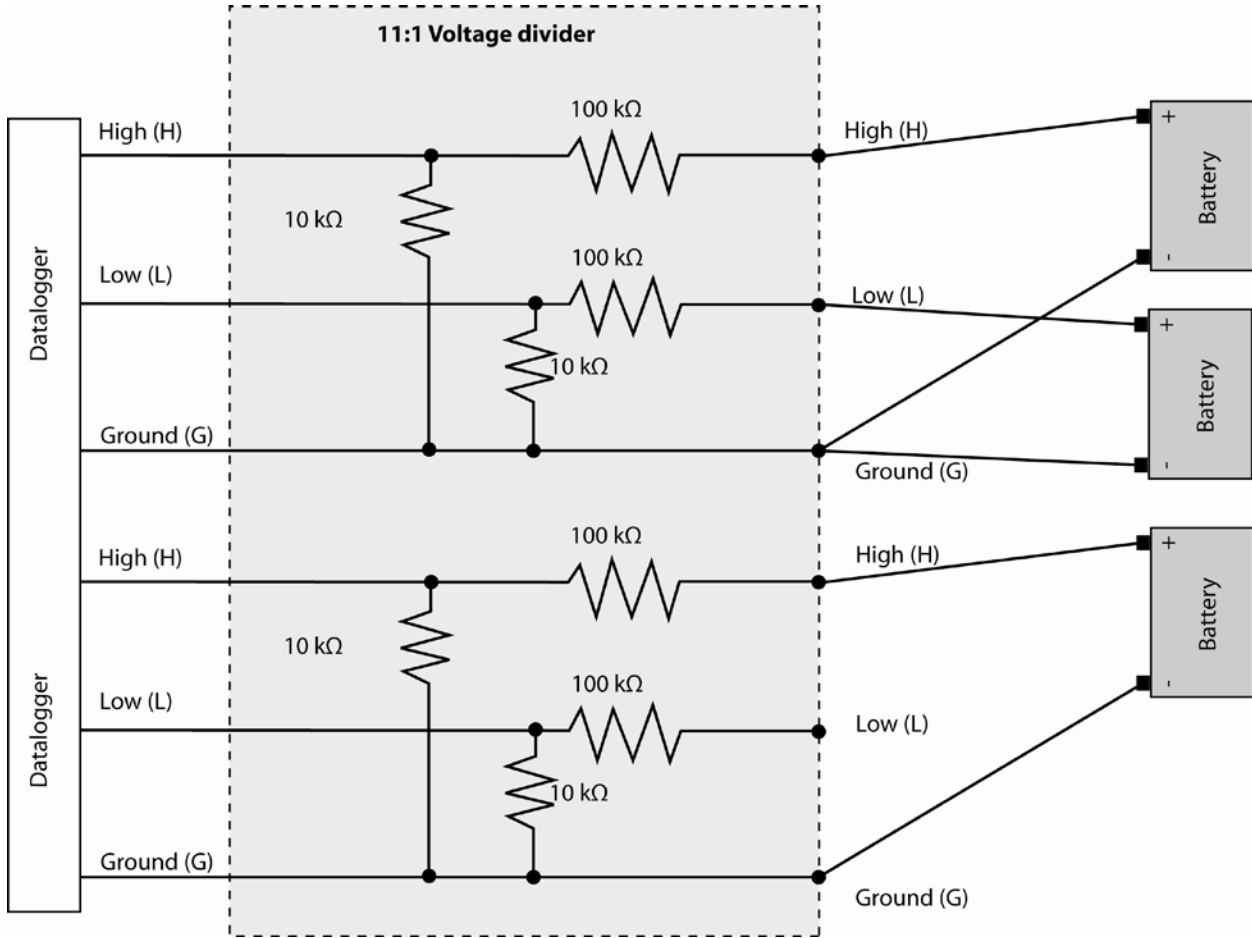 11:1 Voltage divider
100 kΩ
High (H)
High (H)
+
10 kΩ
Battery
-
100 kΩ
Low (L)
Low (L)
+
Datalogger
10 kΩ
Battery
Ground (G)
-
Ground (G)
100 kΩ
High (H)
High (H)
+
10 kΩ
Battery
-
100 kΩ
Low (L)
Low (L)
Datalogger
10 kΩ
Ground (G)
Ground (G)